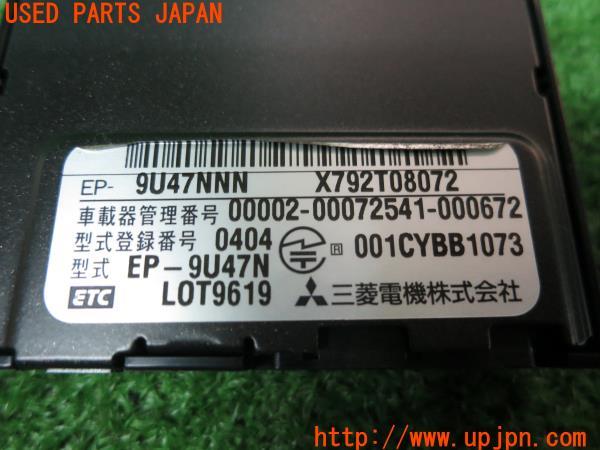 USED PARTS JAPAN
EP- 9U47NNN X792T08072
車載器管理番号 00002-00072541-000672
型式登録番号 0404 R 001CYBB1073
型式 EP-9U47N
ETC LOT9619 三菱電機株式会社
http://www.upjpn.com/